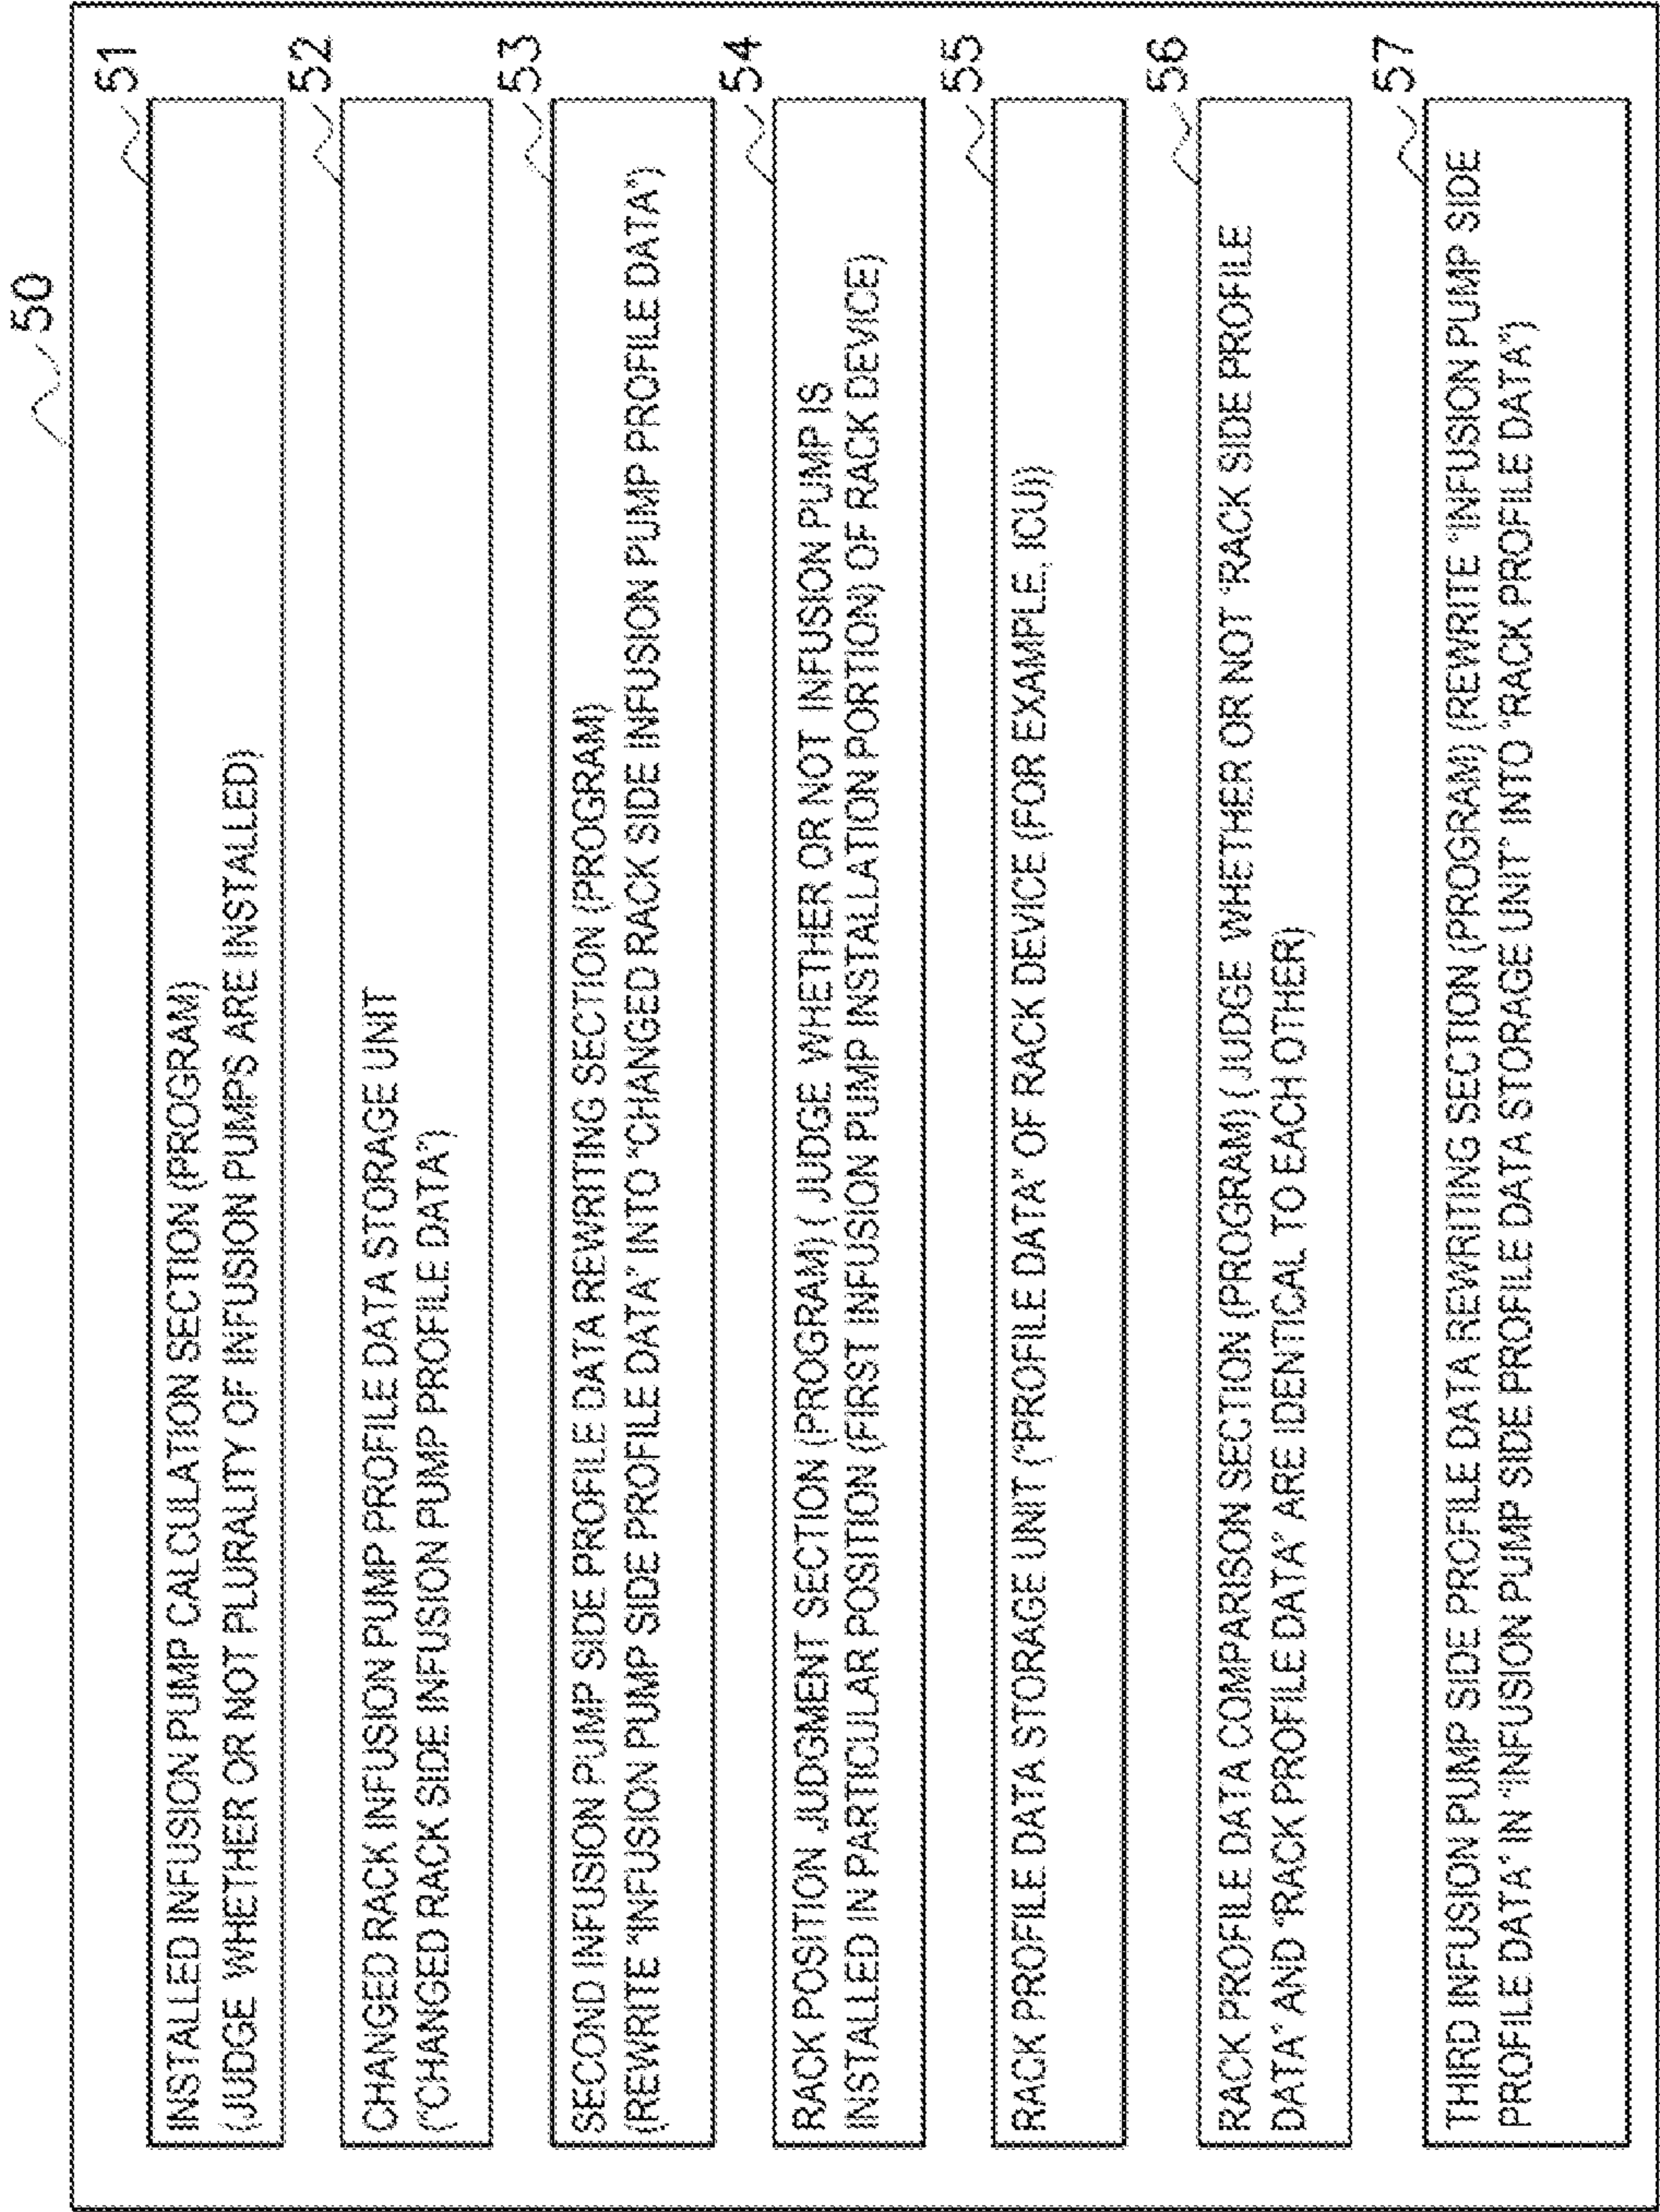 50
51
INSTALLED INFUSION PUMP CALCULATION SECTION (PROGRAM)
(JUDGE WHETHER OR NOT PLURALITY OF INFUSION PUMPS ARE INSTALLED)
52
CHANGED RACK INFUSION PUMP PROFILE DATA STORAGE UNIT
("CHANGED RACK SIDE INFUSION PUMP PROFILE DATA")
53
SECOND INFUSION PUMP SIDE PROFILE DATA REWRITING SECTION (PROGRAM)
(REWRITE "INFUSION PUMP SIDE PROFILE DATA" INTO "CHANGED RACK SIDE INFUSION PUMP PROFILE DATA")
54
RACK POSITION JUDGMENT SECTION (PROGRAM) ( JUDGE WHETHER OR NOT INFUSION PUMP IS
INSTALLED IN PARTICULAR POSITION (FIRST INFUSION PUMP INSTALLATION PORTION) OF RACK DEVICE)
55
RACK PROFILE DATA STORAGE UNIT ("PROFILE DATA" OF RACK DEVICE (FOR EXAMPLE, ICU))
56
RACK PROFILE DATA COMPARISON SECTION (PROGRAM) ( JUDGE WHETHER OR NOT "RACK SIDE PROFILE
DATA" AND "RACK PROFILE DATA" ARE IDENTICAL TO EACH OTHER)
57
THIRD INFUSION PUMP SIDE PROFILE DATA REWRITING SECTION (PROGRAM) (REWRITE "INFUSION PUMP SIDE
PROFILE DATA" IN "INFUSION PUMP SIDE PROFILE DATA STORAGE UNIT" INTO "RACK PROFILE DATA")